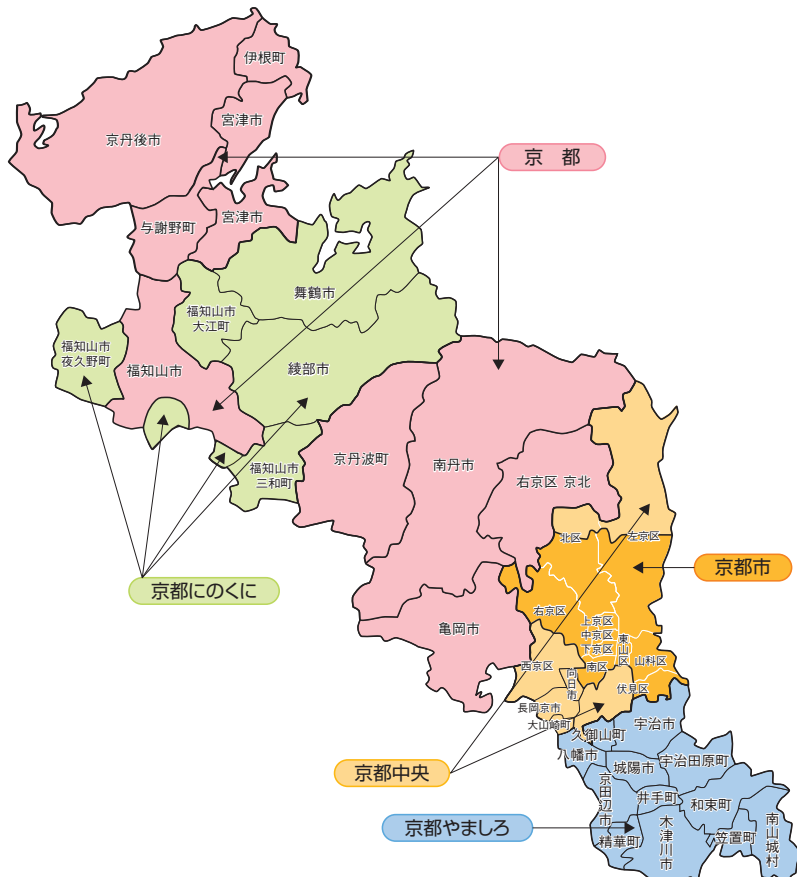 伊根町
宮津市
京丹後市
京　都
与謝野町
宮津市
舞鶴市
福知山市
大江町
福知山市
夜久野町
福知山市
綾部市
京丹波町
南丹市
福知山市
三和町
右京区 京北
北区
左京区
京都市
京都にのくに
右京区
上京区
中京区
下京区
東山区
亀岡市
西京区
南区
山科区
向日市
伏見区
長岡京市
大山崎町
久御山町
宇治市
八幡市
城陽市
宇治田原町
京都中央
京田辺市
井手町
和束町
京都やましろ
精華町
木津川市
笠置町
南山城村